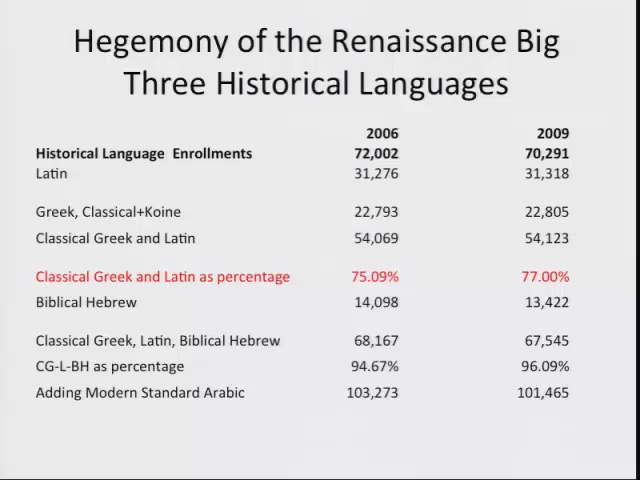 Hegemony of the Renaissance Big
Three Historical Languages
2006 2009
Historical Language Enrollments 72,002 70,291
Latin 31,276 31,318
Greek, Classical+Koine 22,793 22,805
Classical Greek and Latin 54,069 54,123
Classical Greek and Latin as percentage 75.09% 77.00%
Biblical Hebrew 14,098 13,422
Classical Greek, Latin, Biblical Hebrew 68,167 67,545
CG-L-BH as percentage 94.67% 96.09%
Adding Modern Standard Arabic 103,273 101,465